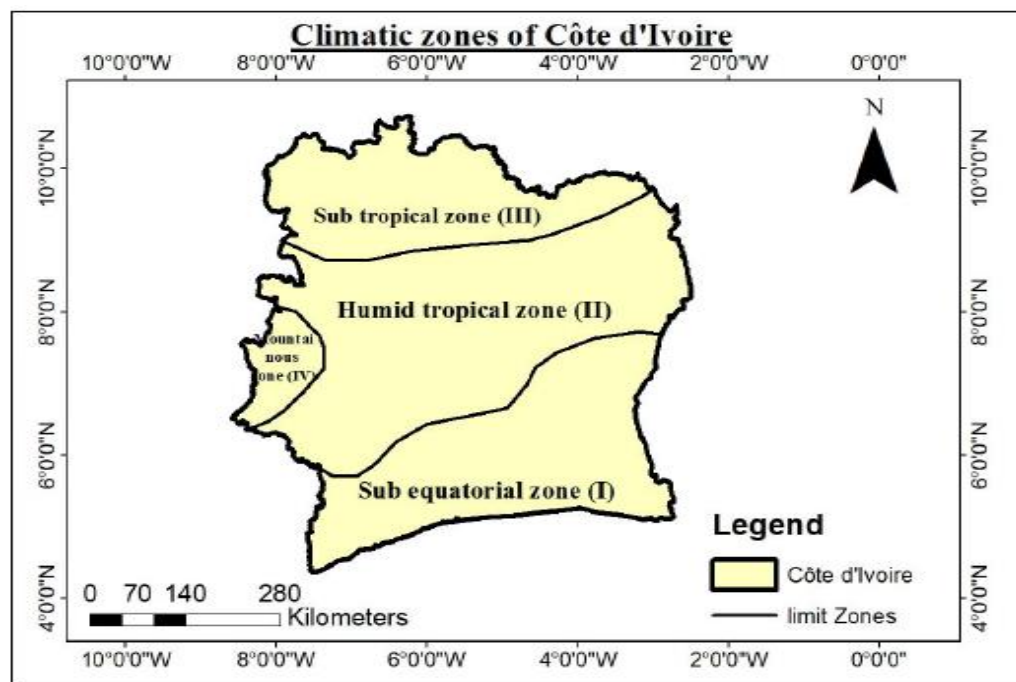 Climatic zones of Côte d'Ivoire
10°0'0"W 8°0'0"W 6°0'0"W 4°0'0"W 2°0'0"W 0°0'0"
N
10°0'0"N 10°0'0"N
Sub tropical zone (III)
8°0'0"N 8°0'0"N
Humid tropical zone (II)
Mountai
nous
one (IV)
6°0'0"N 6°0'0"N
Sub equatorial zone (I)
Legend
Côte d'Ivoire
limit Zones
4°0'0"N 4°0'0"N
0 70 140 280
Kilometers
10°0'0"W 8°0'0"W 6°0'0"W 4°0'0"W 2°0'0"W 0°0'0"